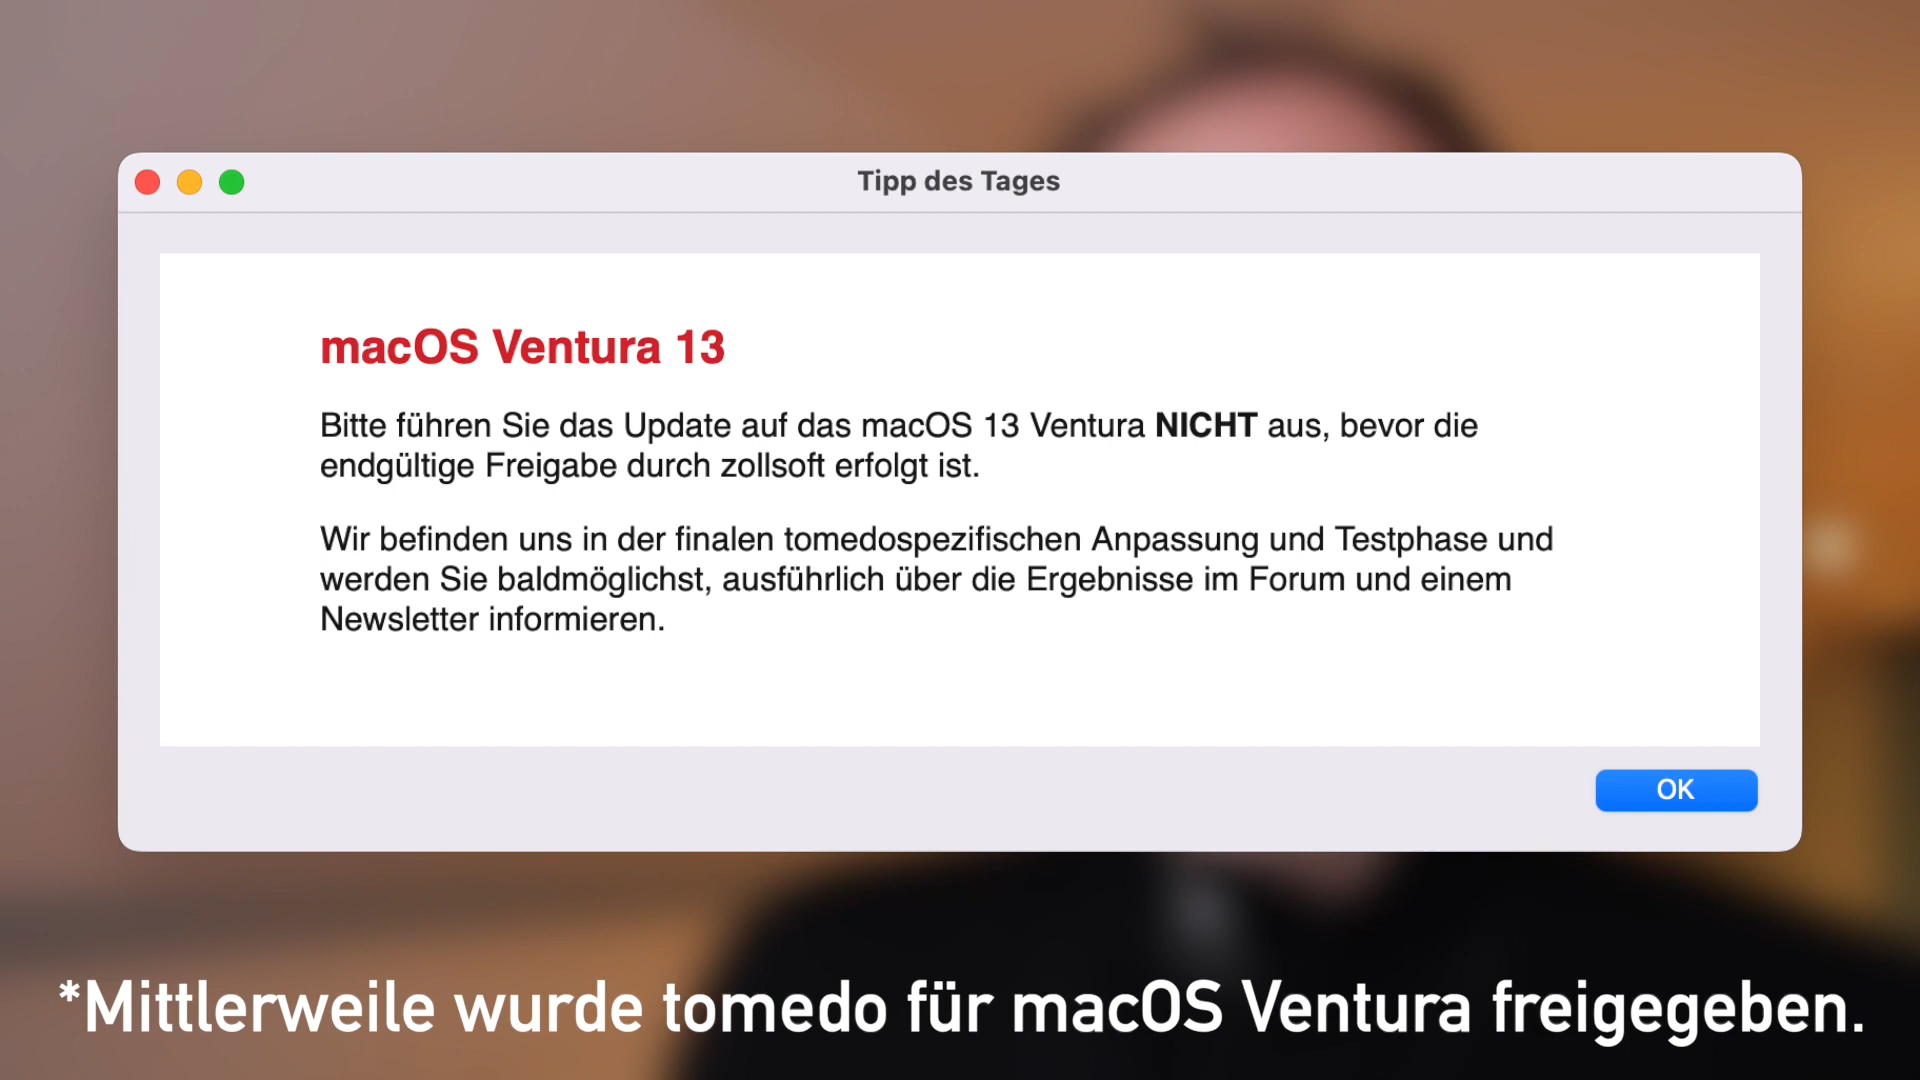 Tipp des Tages
macOS Ventura 13
Bitte führen Sie das Update auf das macOS 13 Ventura NICHT aus, bevor die
endgültige Freigabe durch zollsoft erfolgt ist.
Wir befinden uns in der finalen tomedospezifischen Anpassung und Testphase und
werden Sie baldmöglichst, ausführlich über die Ergebnisse im Forum und einem
Newsletter informieren.
OK
*Mittlerweile wurde tomedo für macOS Ventura freigegeben.